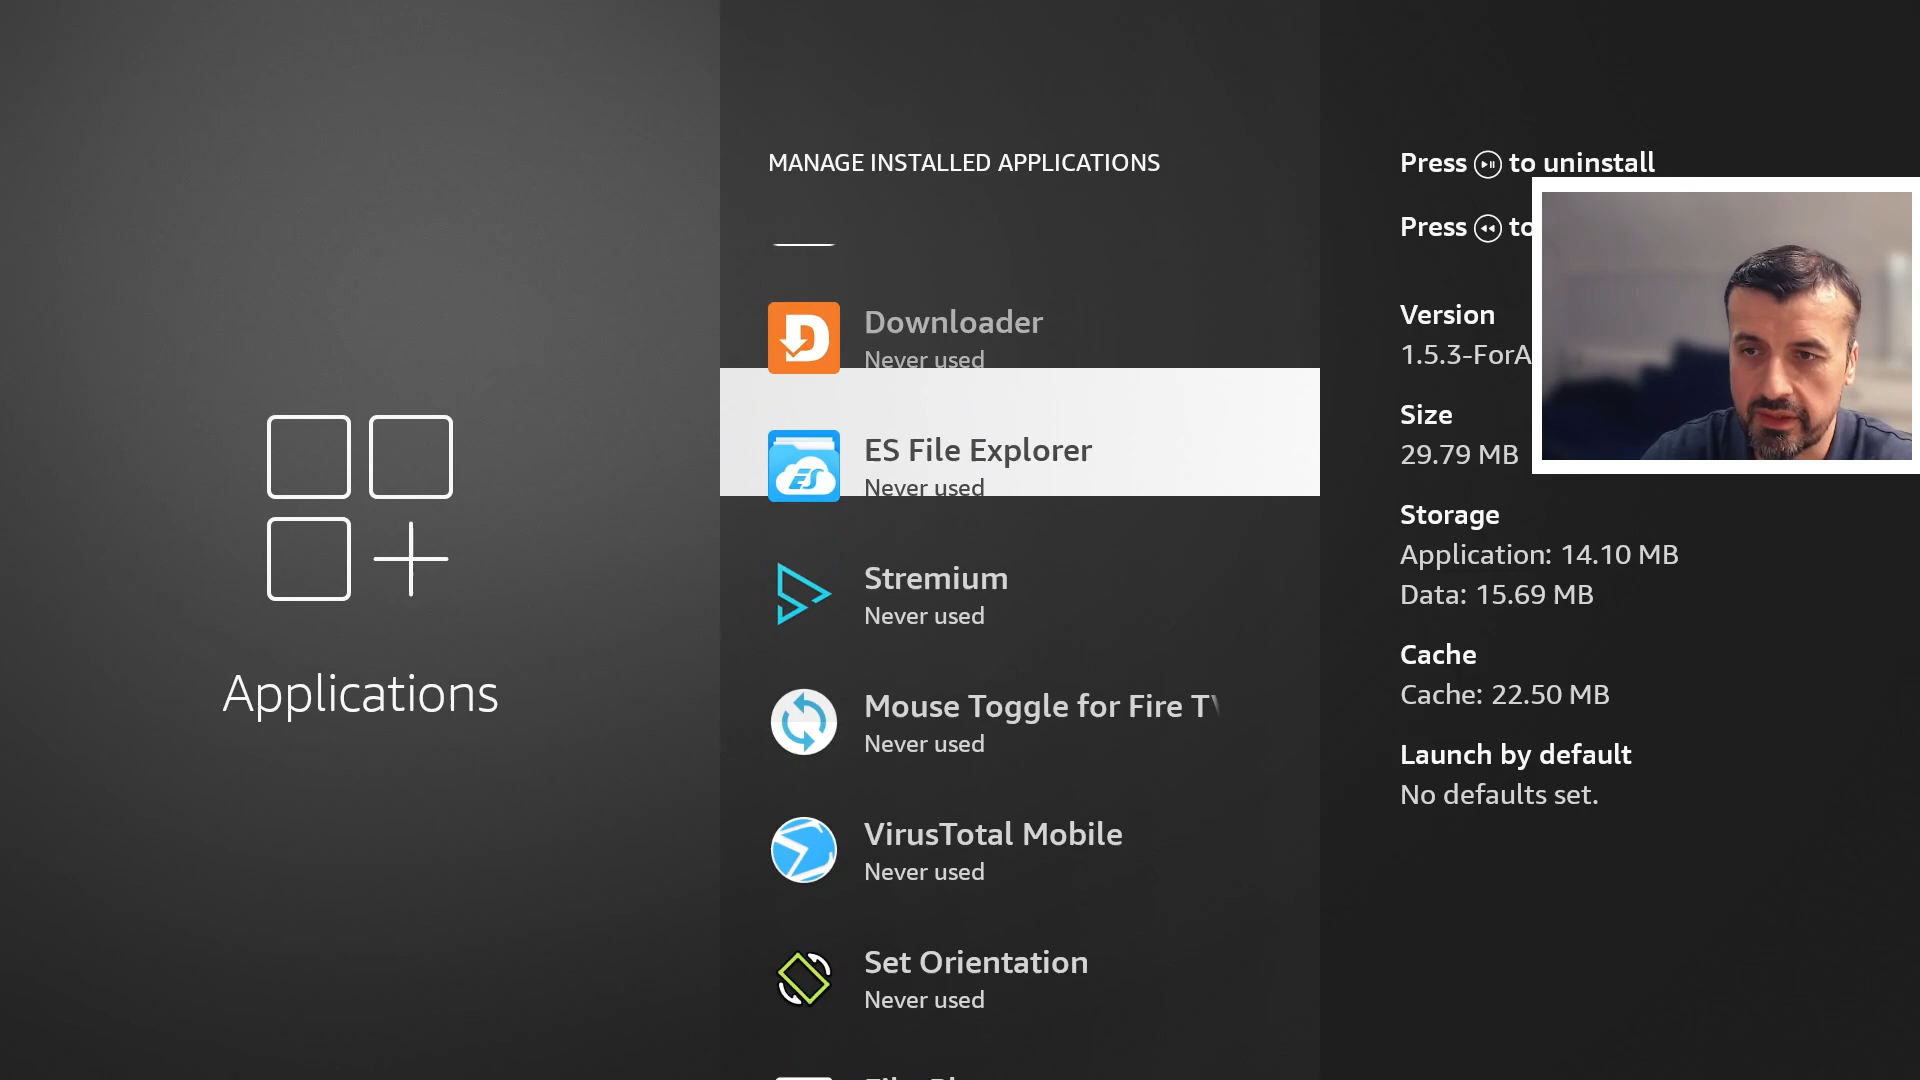 MANAGE INSTALLED APPLICATIONS
Downloader
Never used
ES File Explorer
Never used
Stremium
Never used
Mouse Toggle for Fire
Never used
VirusTotal Mobile
Never used
Set Orientation
Never used
Applications
Press to uninstall
Press to
Version
1.5.3-ForA
Size
29.79 MB
Storage
Application: 14.10 MB
Data: 15.69 MB
Cache
Cache: 22.50 MB
Launch by default
No defaults set.